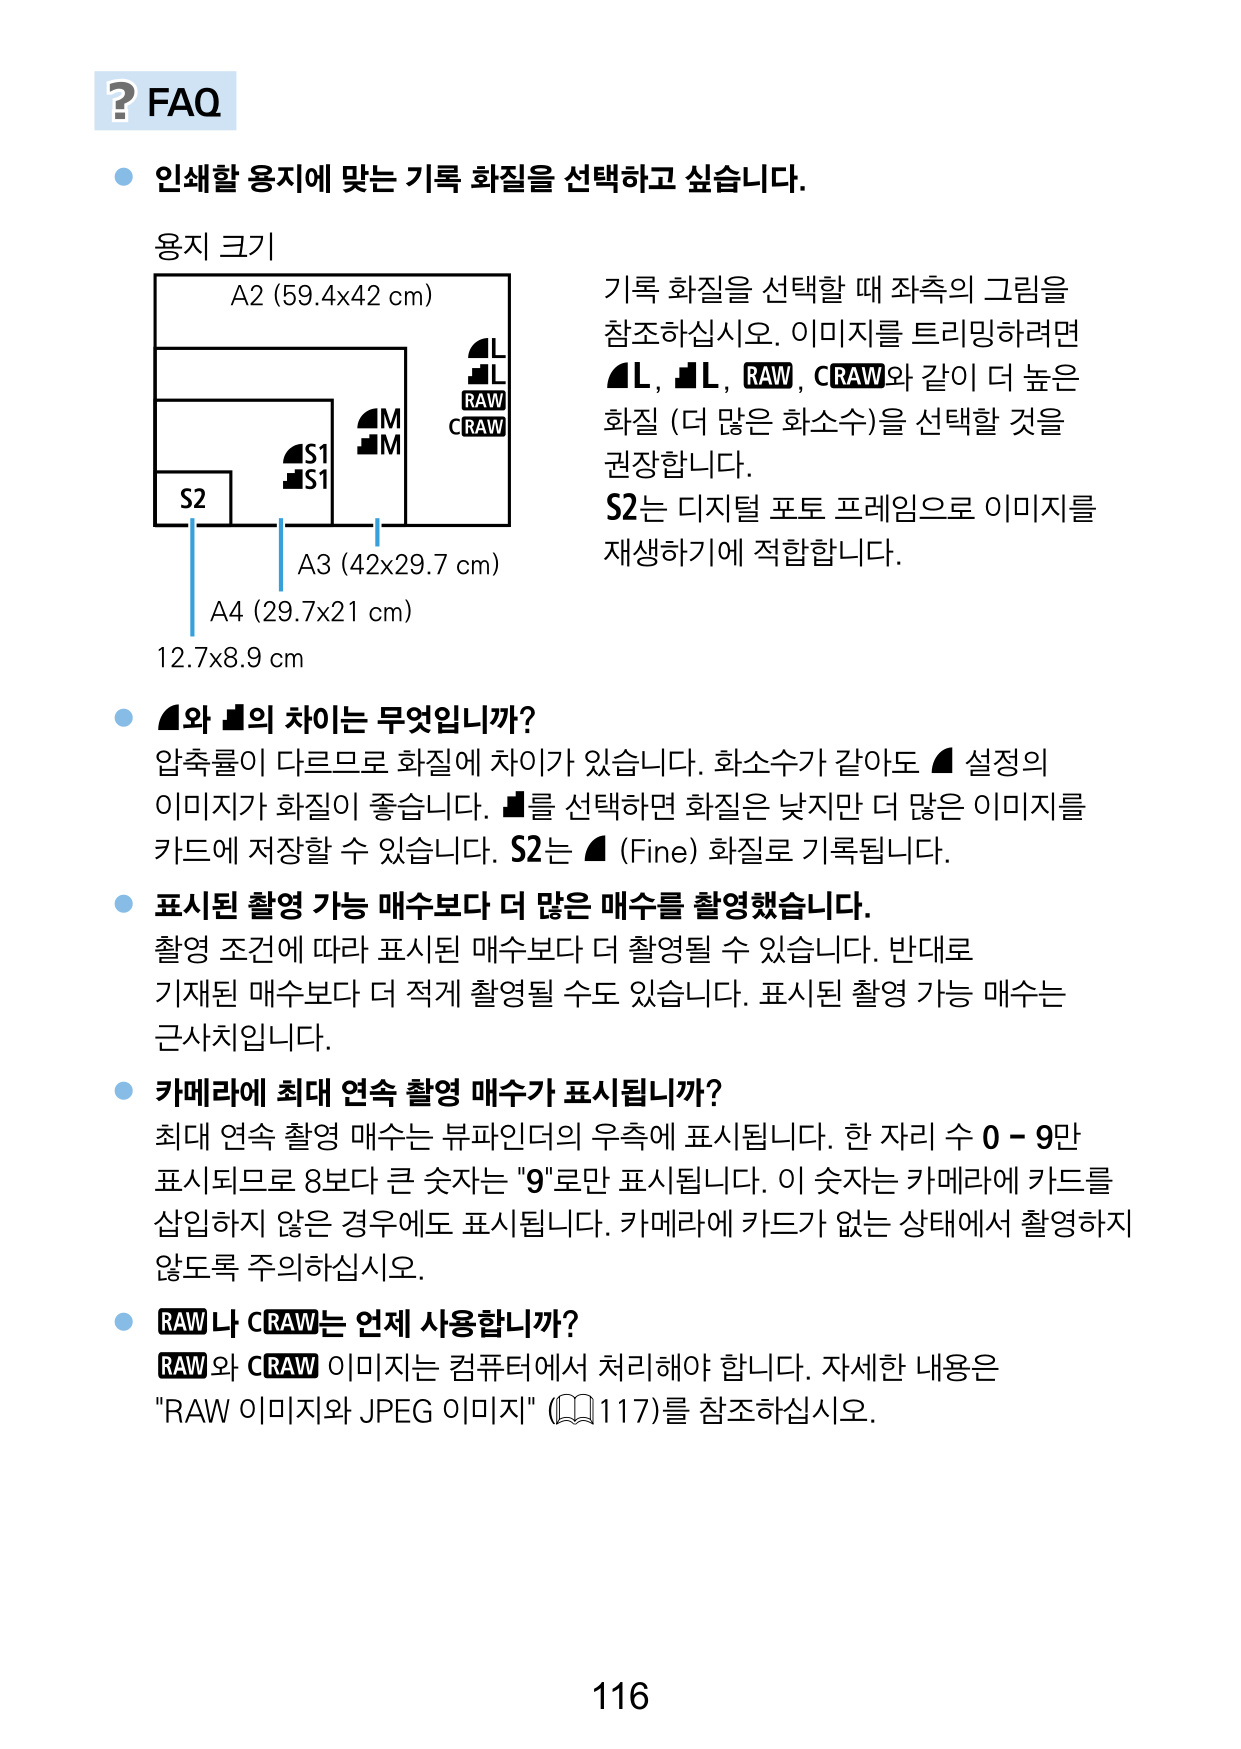 ? FAQ
인쇄할 용지에 맞는 기록 화질을 선택하고 싶습니다.
용지 크기
A2 (59.4x42 cm)
L
L
RAW
CRAW
M
M
S1
S1
S2
A3 (42x29.7 cm)
A4 (29.7x21 cm)
12.7x8.9 cm
기록 화질을 선택할 때 좌측의 그림을
참조하십시오. 이미지를 트리밍하려면
L, L, RAW, CRAW와 같이 더 높은
화질 (더 많은 화소수)을 선택할 것을
권장합니다.
S2는 디지털 포토 프레임으로 이미지를
재생하기에 적합합니다.
와 의 차이는 무엇입니까?
압축률이 다르므로 화질에 차이가 있습니다. 화소수가 같아도 설정의
이미지가 화질이 좋습니다. 를 선택하면 화질은 낮지만 더 많은 이미지를
카드에 저장할 수 있습니다. S2는 (Fine) 화질로 기록됩니다.
표시된 촬영 가능 매수보다 더 많은 매수를 촬영했습니다.
촬영 조건에 따라 표시된 매수보다 더 촬영될 수 있습니다. 반대로
기재된 매수보다 더 적게 촬영될 수도 있습니다. 표시된 촬영 가능 매수는
근사치입니다.
카메라에 최대 연속 촬영 매수가 표시됩니까?
최대 연속 촬영 매수는 뷰파인더의 우측에 표시됩니다. 한 자리 수 0 – 9만
표시되므로 8보다 큰 숫자는 "9"로만 표시됩니다. 이 숫자는 카메라에 카드를
삽입하지 않은 경우에도 표시됩니다. 카메라에 카드가 없는 상태에서 촬영하지
않도록 주의하십시오.
RAW나 CRAW는 언제 사용합니까?
RAW와 CRAW 이미지는 컴퓨터에서 처리해야 합니다. 자세한 내용은
"RAW 이미지와 JPEG 이미지" (117)를 참조하십시오.
116